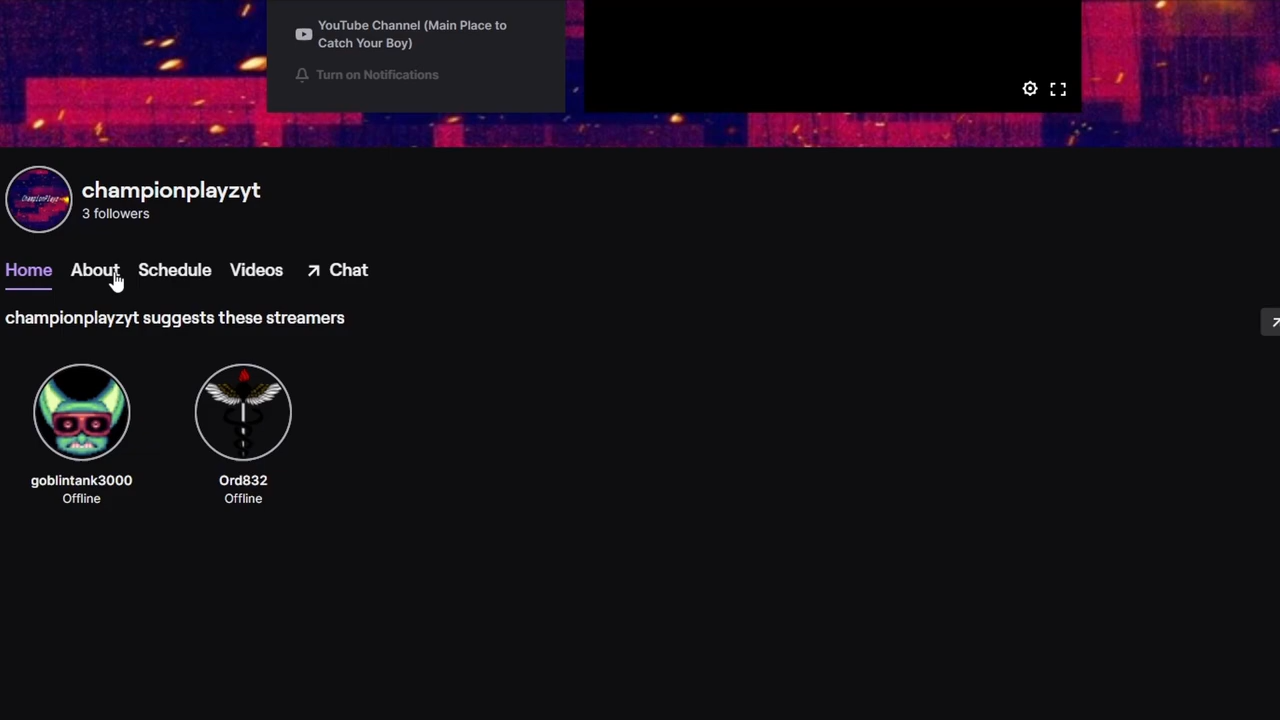 YouTube Channel (Main Place to
Catch Your Boy)
Turn on Notifications
championplayzyt
3 followers
Home About Schedule Videos Chat
championplayzyt suggests these streamers
goblintank3000 Ord832
Offline Offline